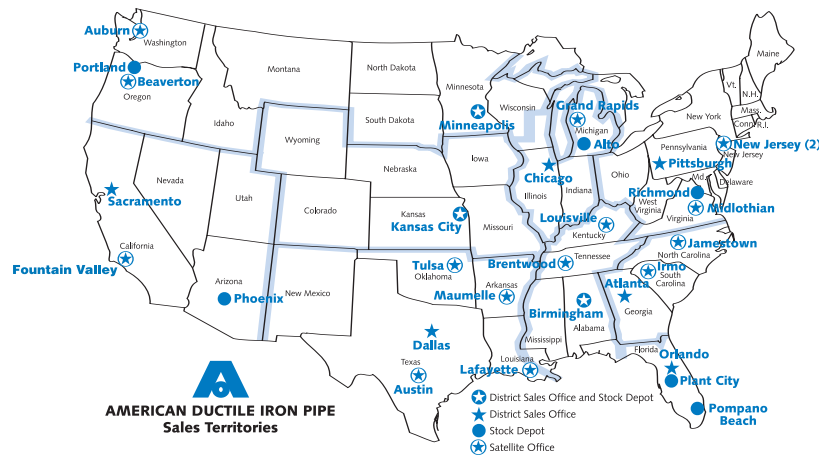 Auburn
Washington
Portland
Beaverton
Oregon
Idaho
Montana
North Dakota
South Dakota
Wyoming
Minnesota
Minneapolis
Wisconsin
Grand Rapids
Michigan
Alto
Maine
Vt.
N.H.
Mass.
Conn.
R.I.
New York
Pennsylvania
New Jersey (2)
New Jersey
Pittsburgh
Md.
Delaware
Ohio
Chicago
Illinois
Indiana
Iowa
Nebraska
Nevada
Utah
Sacramento
Colorado
Kansas
Kansas City
Missouri
Louisville
Kentucky
West
Virginia
Richmond
Virginia
Midlothian
Jamestown
North Carolina
California
Fountain Valley
Arizona
Phoenix
New Mexico
Tulsa
Oklahoma
Brentwood
Tennessee
Arkansas
Maumelle
Irmo
South
Carolina
Atlanta
Georgia
Birmingham
Alabama
Mississippi
Dallas
Texas
Austin
Louisiana
Lafayette
Florida
Orlando
Plant City
Pompano
Beach
AMERICAN DUCTILE IRON PIPE
Sales Territories
District Sales Office and Stock Depot
District Sales Office
Stock Depot
Satellite Office